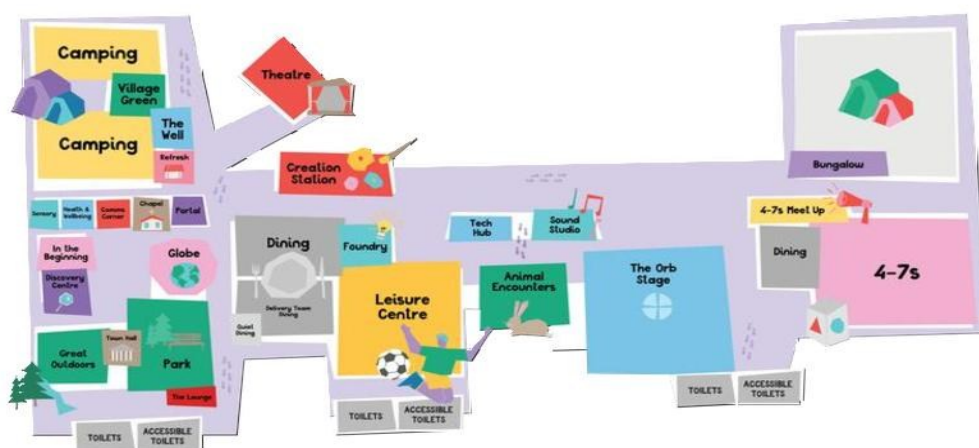 Camping
Village
Green
The
Well
Camping
Refresh
Theatre
Creation
Station
Sensory
Health &
Wellbeing
Comms
Corner
Chapel
Portal
In the
Beginning
Discovery
Centre
Globe
Dining
Foundry
Delivery Team
Dining
Quiet
Dining
Leisure
Centre
Great
Outdoors
Town Hall
Park
The Lounge
TOILETS
ACCESSIBLE
TOILETS
TOILETS
ACCESSIBLE
TOILETS
Tech
Hub
Sound
Studio
Animal
Encounters
The Orb
Stage
TOILETS
ACCESSIBLE
TOILETS
Bungalow
4-7s Meet Up
Dining
4-7s